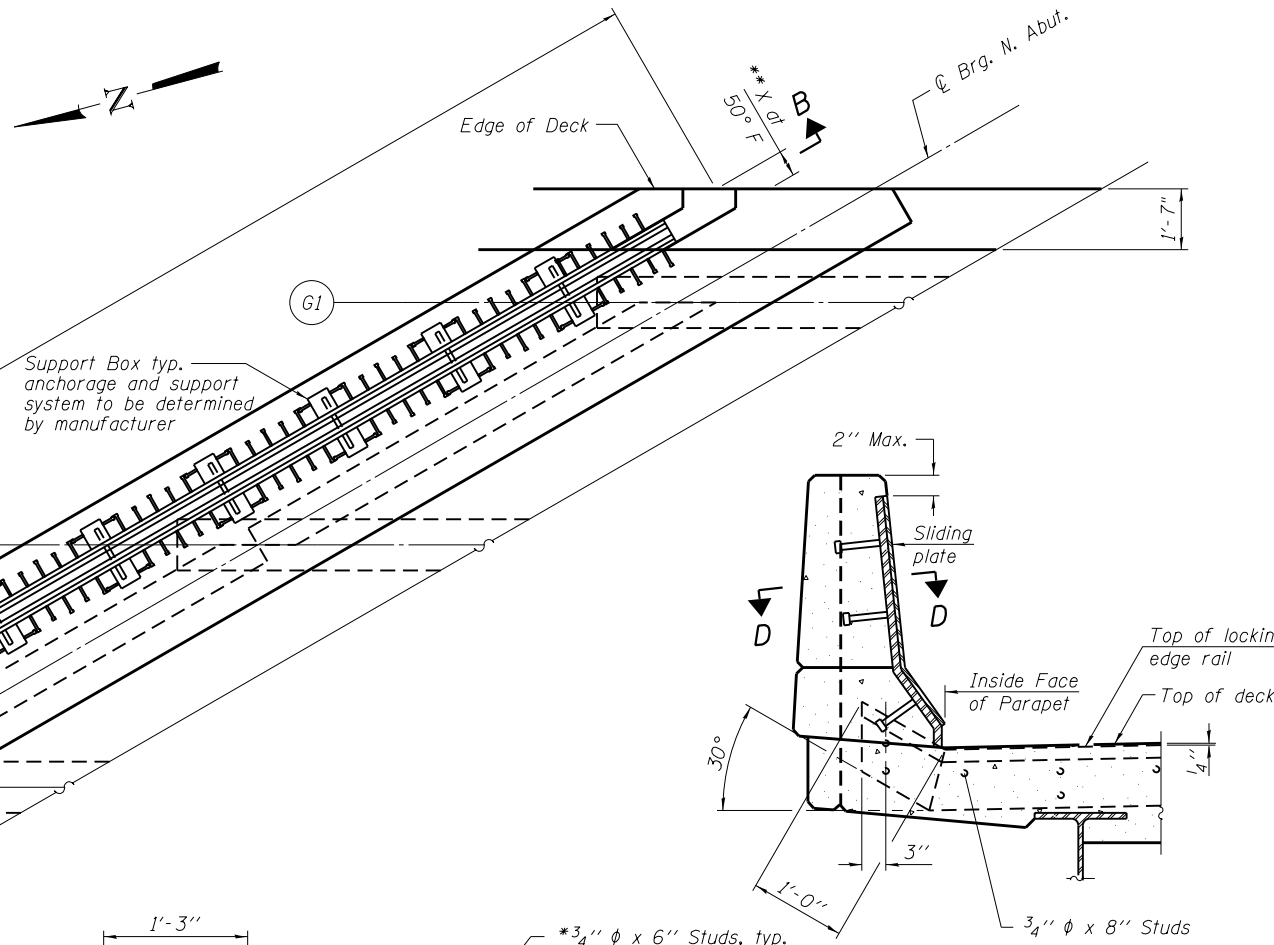 N
Edge of Deck
** X at
50° F
B
℄ Brg. N. Abut.
1'-7"
G1
Support Box typ.
anchorage and support
system to be determined
by manufacturer
2" Max.
Sliding
plate
D
D
Top of lockin
edge rail
Inside Face
of Parapet
Top of deck
30°
1/4"
3"
1'-0"
3/4" ϕ x 8" Studs
1'-3"
*3/4" ϕ x 6" Studs, typ.